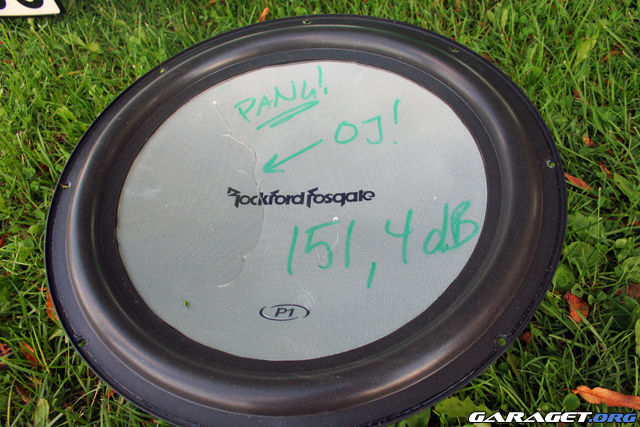 PANG!
OJ!
Rockford Fosgate
151,4 dB
P1
GARAGET.ORG